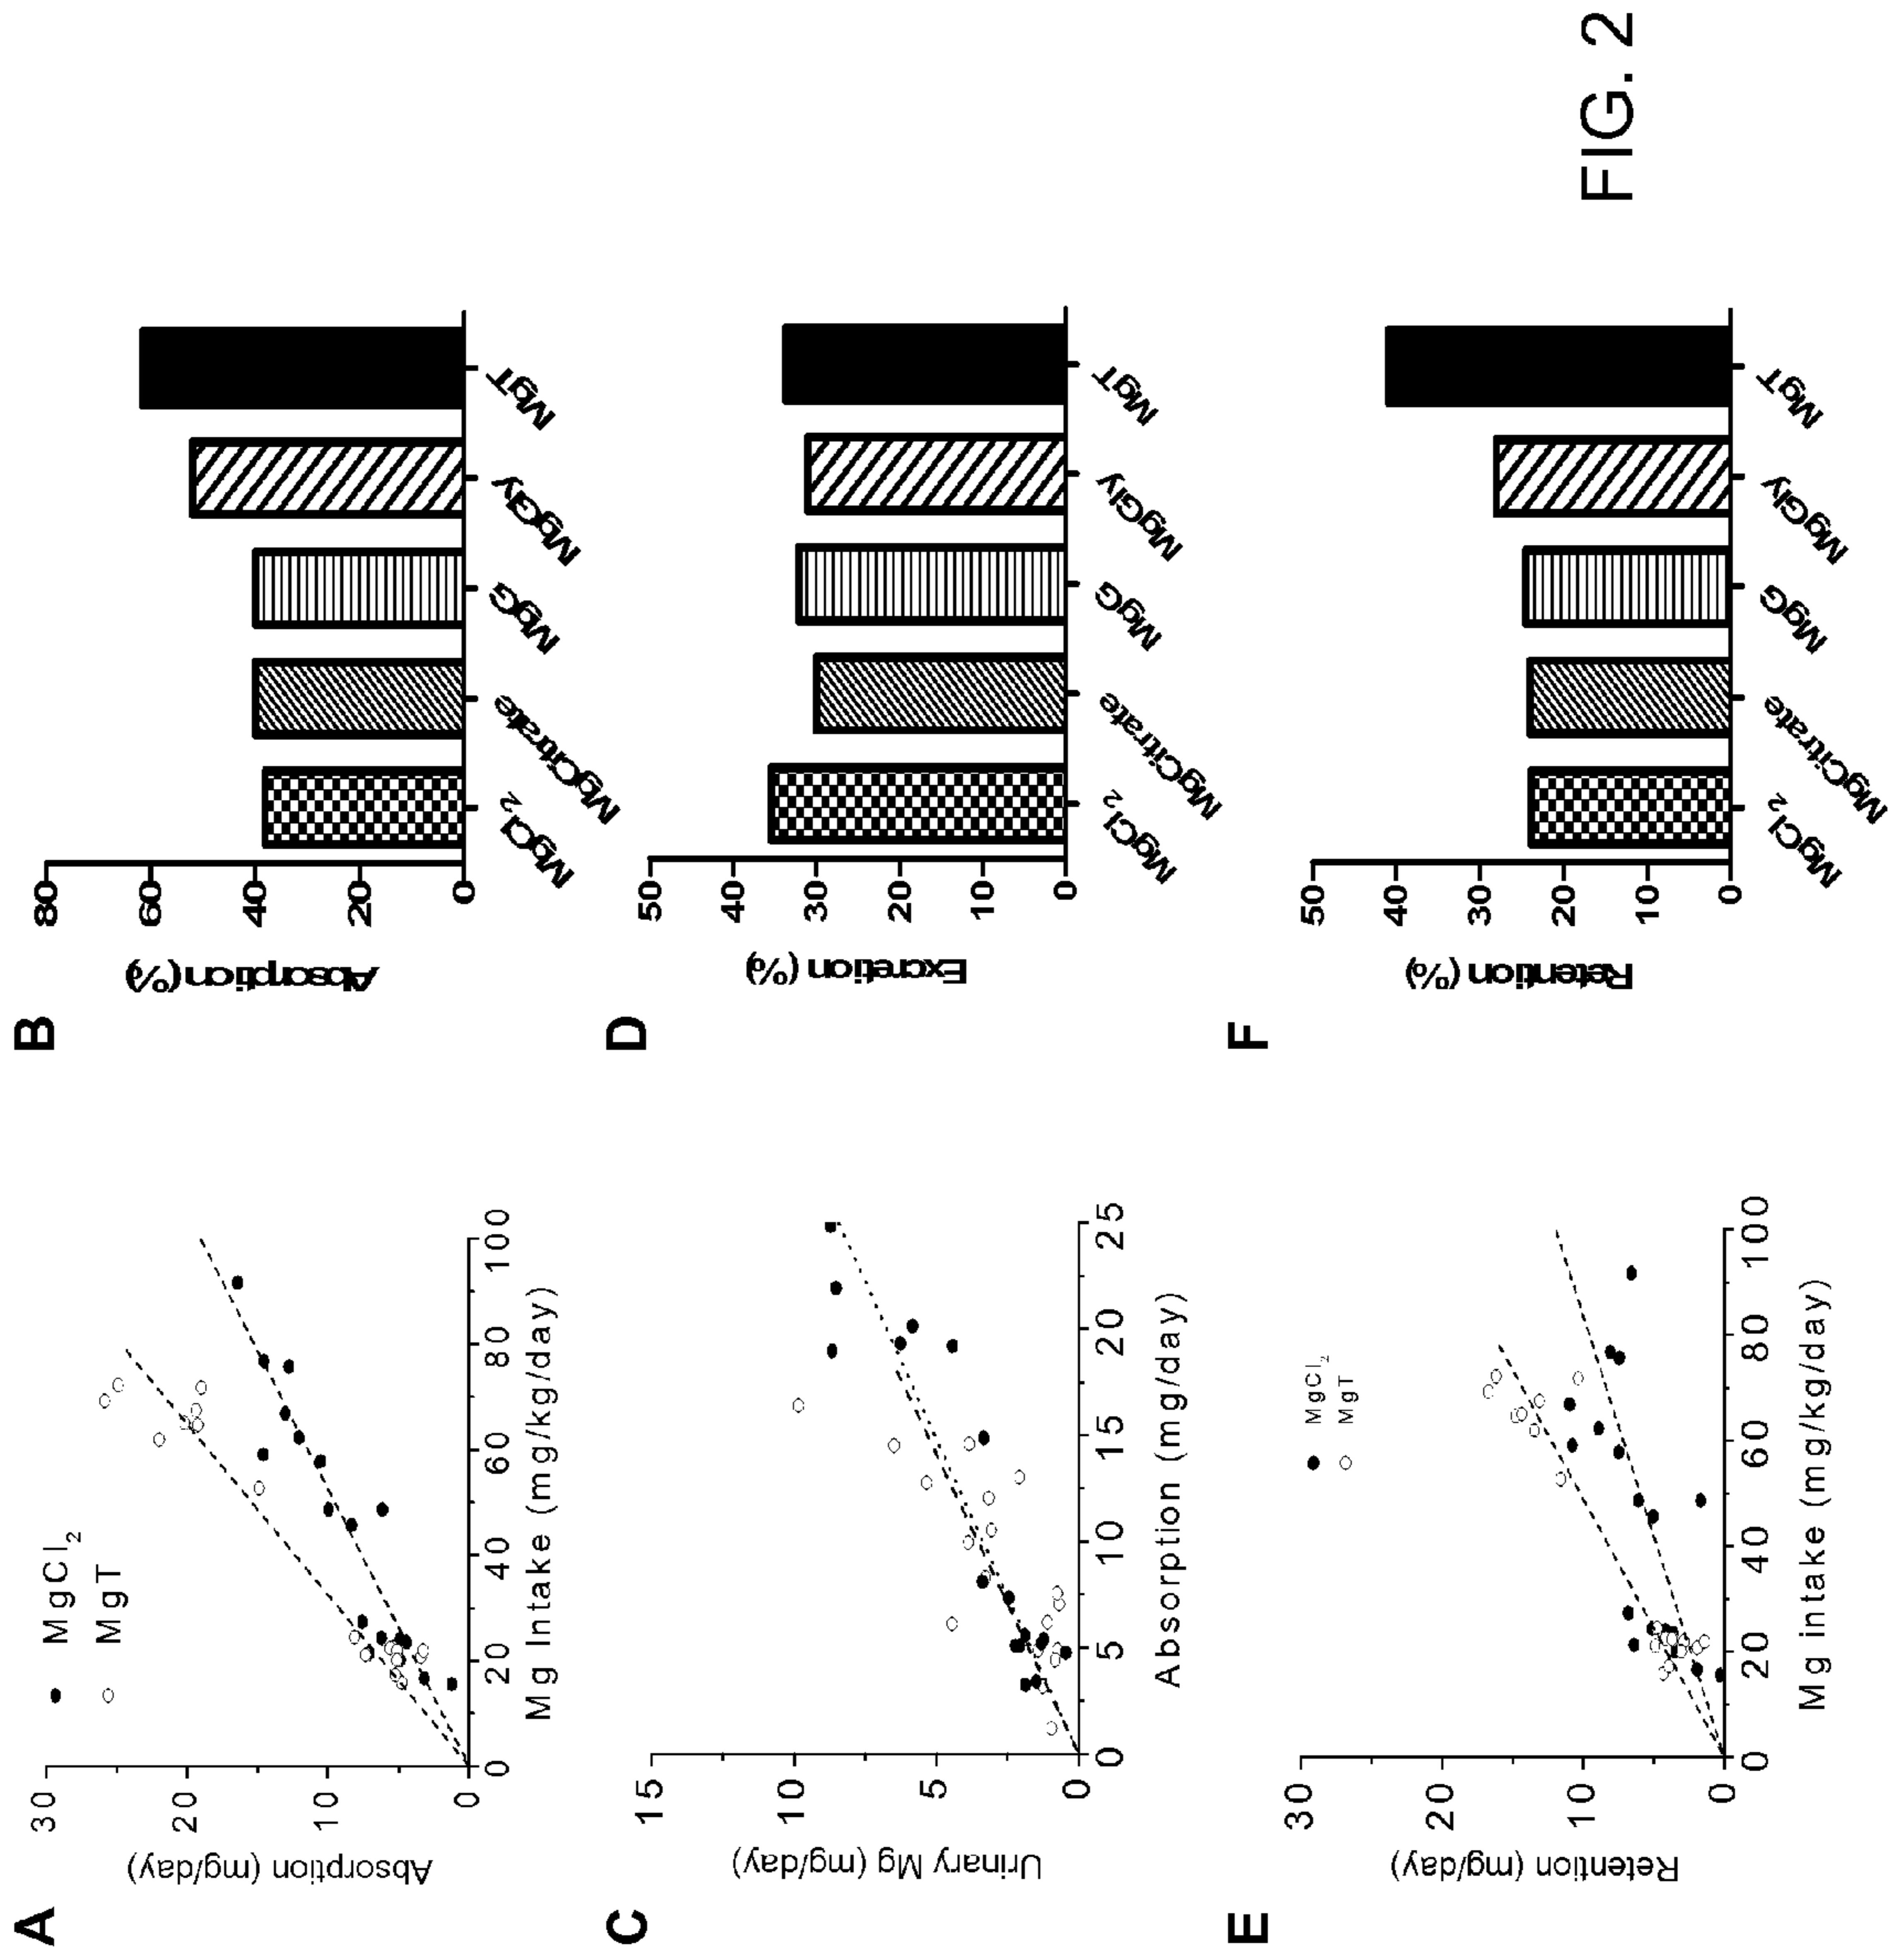 A
MgCl2
MgT
Absorption (mg/day)
30
20
10
0
0 20 40 60 80 100
Mg Intake (mg/kg/day)
B
Absorption (%)
80
60
40
20
0
MgCl2 MgCitrate MgG MgGly MgT
C
Urinary Mg (mg/day)
15
10
5
0
0 5 10 15 20 25
Absorption (mg/day)
D
Excretion (%)
50
40
30
20
10
0
MgCl2 MgCitrate MgG MgGly MgT
E
MgCl2
MgT
Retention (mg/day)
30
20
10
0
0 20 40 60 80 100
Mg intake (mg/kg/day)
F
Retention (%)
50
40
30
20
10
0
MgCl2 MgCitrate MgG MgGly MgT
FIG. 2